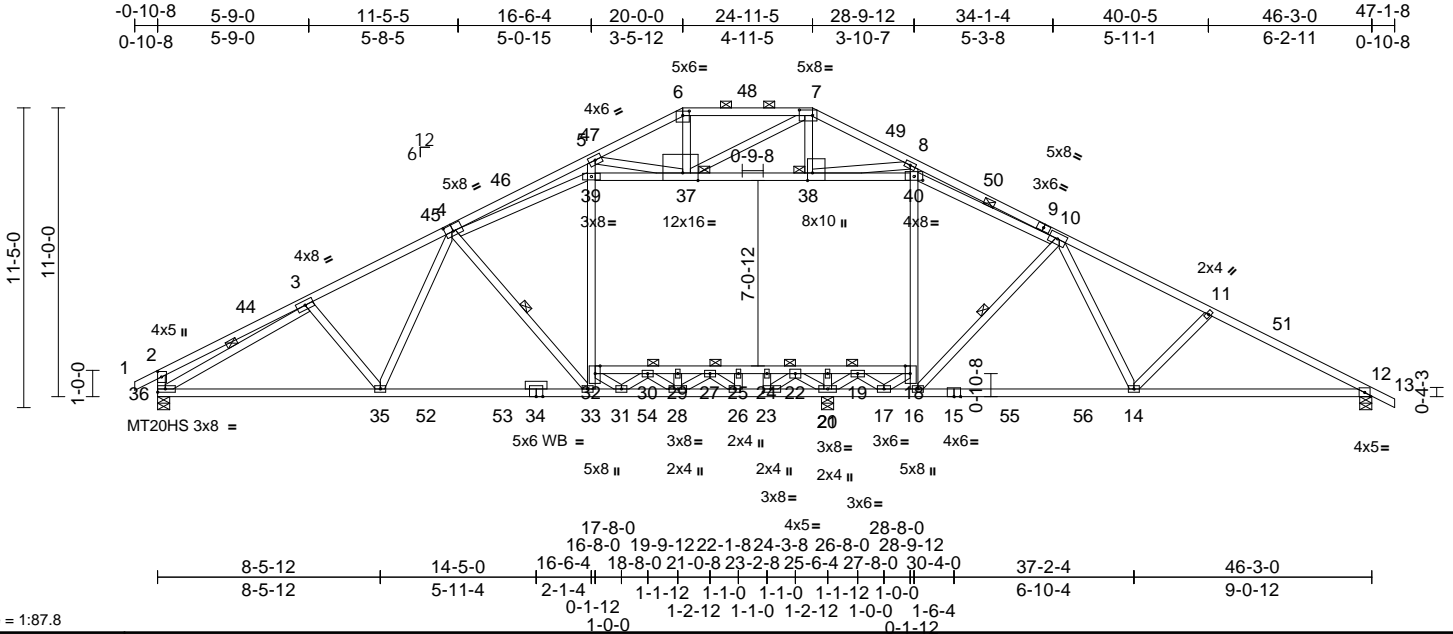 -0-10-8 5-9-0 11-5-5 16-6-4 20-0-0 24-11-5 28-9-12 34-1-4 40-0-5 46-3-0 47-1-8
0-10-8 5-9-0 5-8-5 5-0-15 3-5-12 4-11-5 3-10-7 5-3-8 5-11-1 6-2-11 0-10-8
5x6= 5x8=
6 48 7
4x6
12
6
5 47 49 8
0-9-8
5x8=
5x8 46 39 37 38 40 50 3x6
45 4 3x8= 12x16= 8x10 4x8= 9 10
11-5-0
11-0-0
7-0-12
4x8 2x4
3 11
44 51
4x5
1 2 12 13
1-0-0
0-10-8
0-4-3
36 32 30 29 27 25 24 22 19 18
35 52 53 34 33 31 54 28 26 23 20 21 17 16 15 55 56 14
MT20HS 3x8 =
5x6 WB = 3x8= 2x4 3x8= 3x6= 4x6= 4x5=
5x8 2x4 2x4 2x4 5x8
3x8= 3x6=
4x5=
17-8-0 28-8-0
16-8-0 19-9-12 22-1-8 24-3-8 26-8-0 28-9-12
8-5-12 14-5-0 16-6-4 18-8-0 21-0-8 23-2-8 25-6-4 27-8-0 30-4-0 37-2-4 46-3-0
8-5-12 5-11-4 2-1-4 1-1-12 1-1-0 1-1-0 1-1-12 1-0-0 6-10-4 9-0-12
0-1-12 1-2-12 1-1-0 1-2-12 1-0-0 1-6-4
1-0-0 0-1-12
= 1:87.8